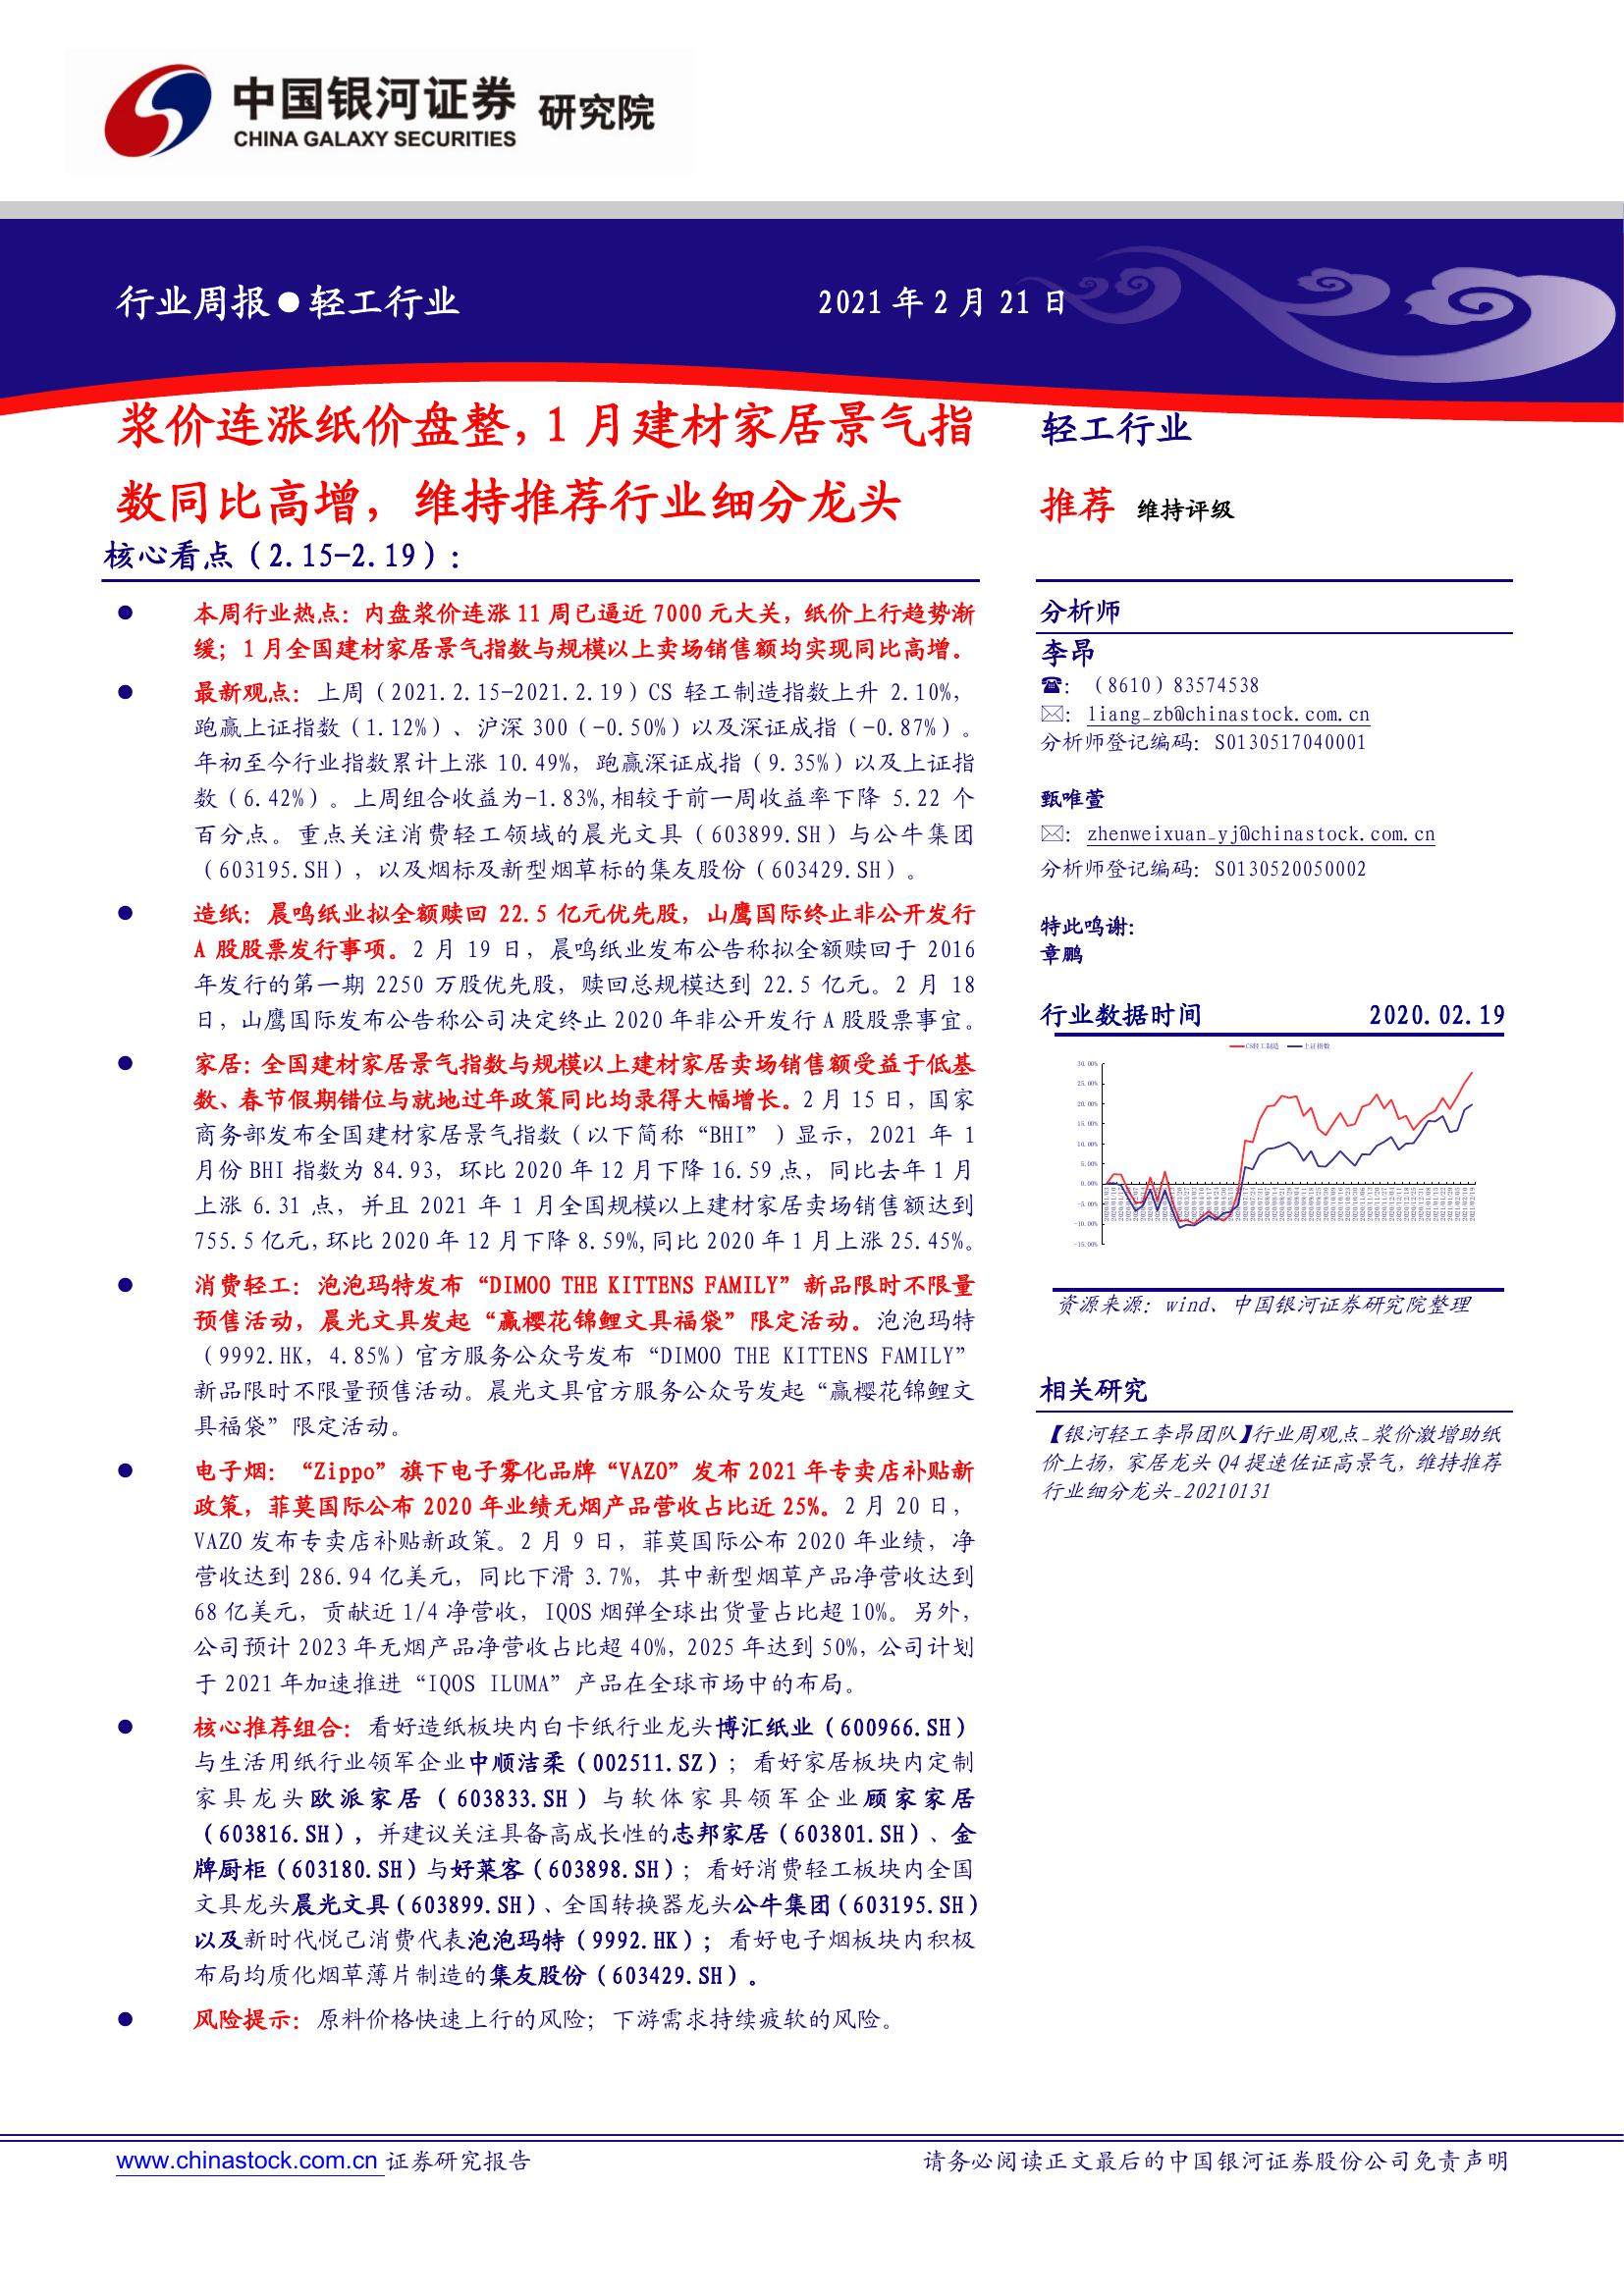 中国银河证券 研究院
CHINA GALAXY SECURITIES
行业周报●轻工行业
2021 年 2 月 21 日
浆价连涨纸价盘整，1 月建材家居景气指
数同比高增，维持推荐行业细分龙头
核心看点（2.15-2.19）：
● 本周行业热点：内盘浆价连涨 11 周已逼近 7000 元大关，纸价上行趋势渐
缓；1 月全国建材家居景气指数与规模以上卖场销售额均实现同比高增。
● 最新观点：上周（2021.2.15-2021.2.19）CS 轻工制造指数上升 2.10%，
跑赢上证指数（1.12%）、沪深 300（-0.50%）以及深证成指（-0.87%）。
年初至今行业指数累计上涨 10.49%，跑赢深证成指（9.35%）以及上证指
数（6.42%）。上周组合收益为-1.83%,相较于前一周收益率下降 5.22 个
百分点。重点关注消费轻工领域的晨光文具（603899.SH）与公牛集团
（603195.SH），以及烟标及新型烟草标的集友股份（603429.SH）。
● 造纸：晨鸣纸业拟全额赎回 22.5 亿元优先股，山鹰国际终止非公开发行
A 股股票发行事项。2 月 19 日，晨鸣纸业发布公告称拟全额赎回于 2016
年发行的第一期 2250 万股优先股，赎回总规模达到 22.5 亿元。2 月 18
日，山鹰国际发布公告称公司决定终止 2020 年非公开发行 A 股股票事宜。
● 家居：全国建材家居景气指数与规模以上建材家居卖场销售额受益于低基
数、春节假期错位与就地过年政策同比均录得大幅增长。2 月 15 日，国家
商务部发布全国建材家居景气指数（以下简称“BHI”）显示，2021 年 1
月份 BHI 指数为 84.93，环比 2020 年 12 月下降 16.59 点，同比去年 1 月
上涨 6.31 点，并且 2021 年 1 月全国规模以上建材家居卖场销售额达到
755.5 亿元,环比 2020 年 12 月下降 8.59%,同比 2020 年 1 月上涨 25.45%。
● 消费轻工：泡泡玛特发布“DIMOO THE KITTENS FAMILY”新品限时不限量
预售活动，晨光文具发起“赢樱花锦鲤文具福袋”限定活动。泡泡玛特
（9992.HK，4.85%）官方服务公众号发布“DIMOO THE KITTENS FAMILY”
新品限时不限量预售活动。晨光文具官方服务公众号发起“赢樱花锦鲤文
具福袋”限定活动。
● 电子烟：“Zippo”旗下电子雾化品牌“VAZO”发布 2021 年专卖店补贴新
政策，菲莫国际公布 2020 年业绩无烟产品营收占比近 25%。2 月 20 日，
VAZO 发布专卖店补贴新政策。2 月 9 日，菲莫国际公布 2020 年业绩，净
营收达到 286.94 亿美元，同比下滑 3.7%，其中新型烟草产品净营收达到
68 亿美元，贡献近 1/4 净营收，IQOS 烟弹全球出货量占比超 10%。另外，
公司预计 2023 年无烟产品净营收占比超 40%，2025 年达到 50%，公司计划
于 2021 年加速推进“IQOS ILUMA”产品在全球市场中的布局。
● 核心推荐组合：看好造纸板块内白卡纸行业龙头博汇纸业（600966.SH）
与生活用纸行业领军企业中顺洁柔（002511.SZ）；看好家居板块内定制
家具龙头欧派家居（603833.SH）与软体家具领军企业顾家家居
（603816.SH），并建议关注具备高成长性的志邦家居（603801.SH）、金
牌厨柜（603180.SH）与好莱客（603898.SH）；看好消费轻工板块内全国
文具龙头晨光文具（603899.SH）、全国转换器龙头公牛集团（603195.SH）
以及新时代悦己消费代表泡泡玛特（9992.HK）；看好电子烟板块内积极
布局均质化烟草薄片制造的集友股份（603429.SH）。
● 风险提示：原料价格快速上行的风险；下游需求持续疲软的风险。
轻工行业
推荐 维持评级
分析师
李昂
☎：（8610）83574538
✉：liang_zb@chinastock.com.cn
分析师登记编码：S0130517040001
甄唯萱
✉：zhenweixuan_yj@chinastock.com.cn
分析师登记编码：S0130520050002
特此鸣谢：
章鹏
行业数据时间 2020.02.19
CS轻工制造 上证指数
30.00%
25.00%
20.00%
15.00%
10.00%
5.00%
0.00%
-5.00%
-10.00%
-15.00%
资源来源：wind、中国银河证券研究院整理
相关研究
【银河轻工李昂团队】行业周观点_浆价激增助纸
价上扬，家居龙头 Q4 提速佐证高景气，维持推荐
行业细分龙头_20210131
www.chinastock.com.cn 证券研究报告
请务必阅读正文最后的中国银河证券股份公司免责声明